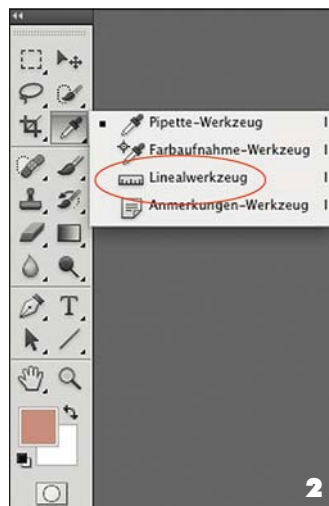 Pipette-Werkzeug I
Farbaufnahme-Werkzeug I
Linealwerkzeug I
Anmerkungen-Werkzeug I
T
2